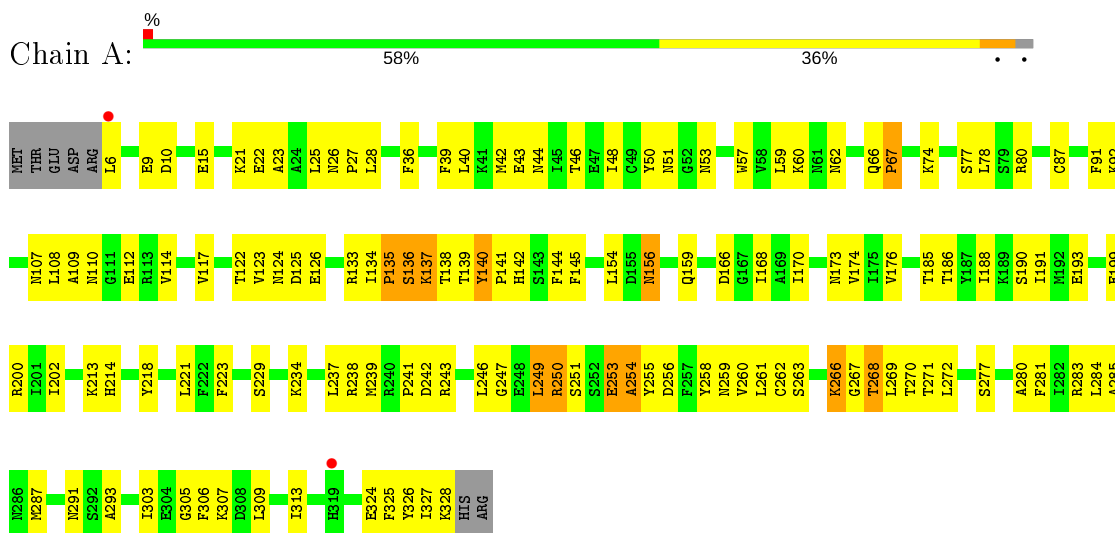 %
Chain A:
58% 36% • •
MET THR GLU ASP ARG L6 E9 D10 E15 K21 E22 A23 A24 L25 N26 P27 L28 F36 F39 L40 K41 M42 E43 N44 I45 T46 E47 I48 C49 Y50 N51 G52 N53 W57 V58 L59 K60 N61 N62 Q66 P67 K74 S77 L78 S79 R80 C87 F91 K92
N107 L108 A109 N110 G111 E112 R113 V114 V117 T122 V123 N124 D125 E126 R133 I134 P135 S136 K137 T138 T139 Y140 P141 H142 S143 F144 F145 L154 D155 N156 Q159 D166 G167 I168 A169 I170 N173 V174 I175 V176 T185 T186 Y187 I188 K189 S190 I191 M192 E193 E199
R200 I201 I202 K213 H214 Y218 L221 F222 F223 S229 K234 L237 R238 M239 R240 P241 D242 R243 L246 G247 E248 L249 R250 S251 S252 E253 A254 Y255 D256 F257 Y258 N259 V260 L261 C262 S263 K266 G267 T268 L269 T270 T271 L272 S277 A280 F281 I282 R283 L284 A285
N286 M287 N291 S292 A293 I303 E304 G305 F306 K307 D308 L309 I313 H319 E324 F325 Y326 I327 K328 HIS ARG